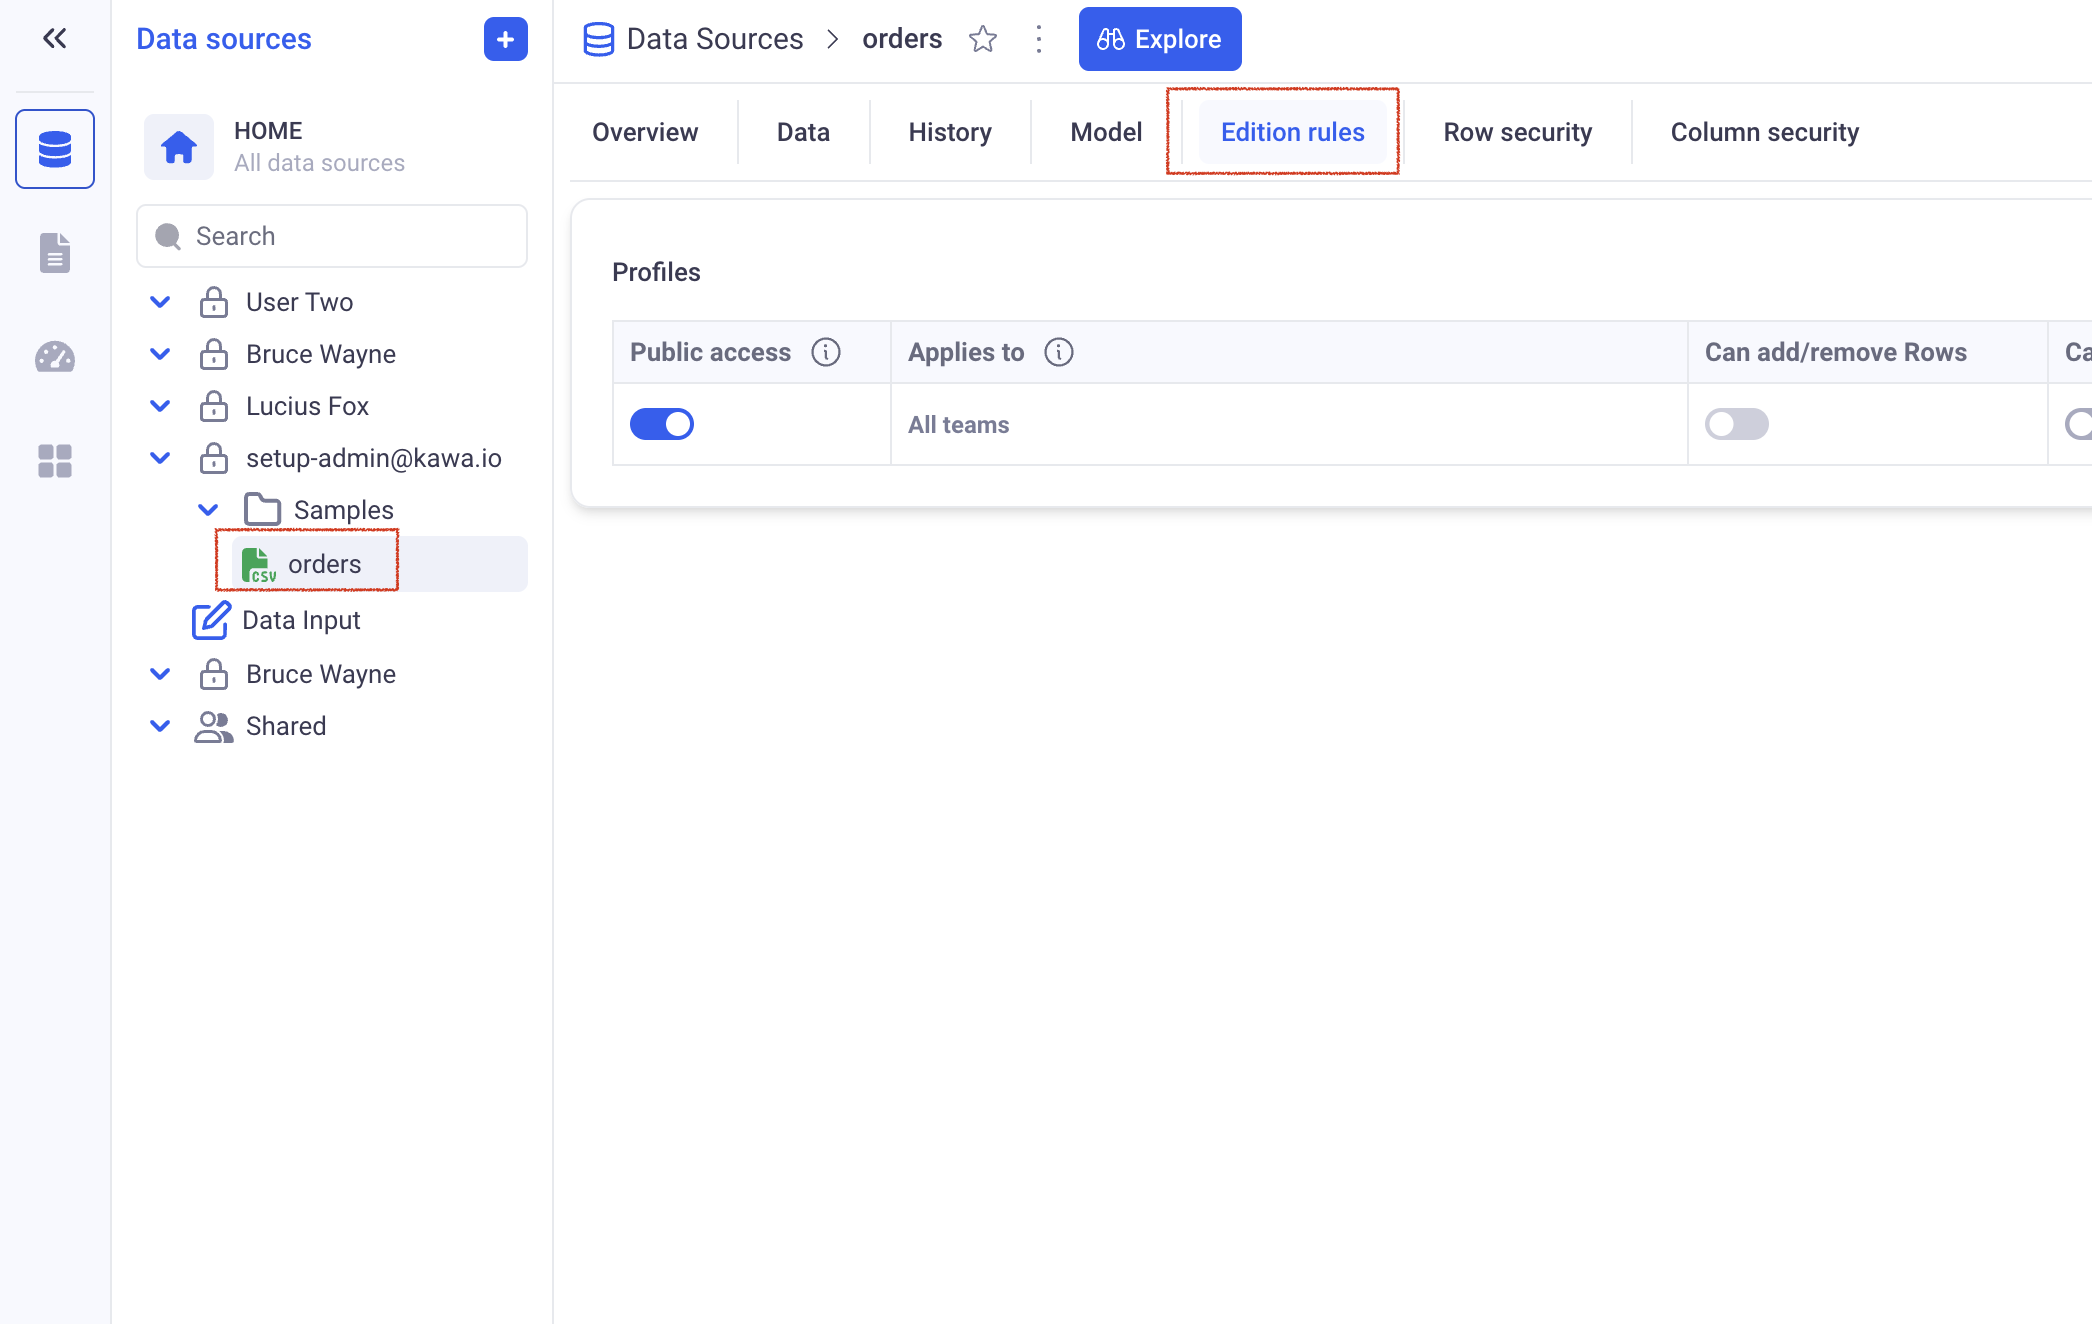 Data sources
HOME
All data sources
Search
User Two
Bruce Wayne
Lucius Fox
setup-admin@kawa.io
Samples
CSV orders
Data Input
Bruce Wayne
Shared
Data Sources > orders Explore
Overview Data History Model Edition rules Row security Column security
Profiles
Public access Applies to Can add/remove Rows Ca
All teams